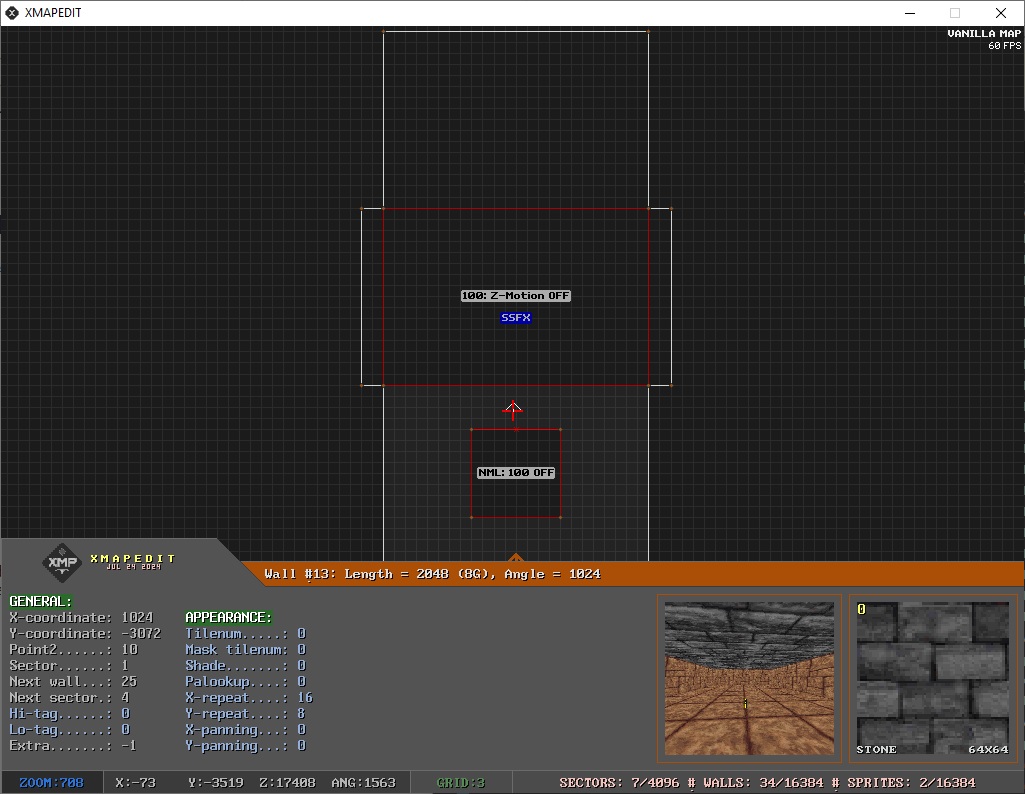 XMAPEDIT
VANILLA MAP
60 FPS
100: Z-Motion OFF
SSFX
NML: 100 OFF
XMP
XMAPEDIT
JUL 24 2024
Wall #13: Length = 2048 (8G), Angle = 1024
GENERAL:
X-coordinate: 1024
Y-coordinate: -3072
Point2......: 10
Sector......: 1
Next wall...: 25
Next sector.: 4
Hi-tag......: 0
Lo-tag......: 0
Extra.......: -1
APPEARANCE:
Tilenum.....: 0
Mask tilenum: 0
Shade.......: 0
Palookup....: 0
X-repeat....: 16
Y-repeat....: 8
X-panning...: 0
Y-panning...: 0
0
STONE 64X64
ZOOM:708 X:-73 Y:-3519 Z:17408 ANG:1563 GRID:3 SECTORS: 7/4096 # WALLS: 34/16384 # SPRITES: 2/16384